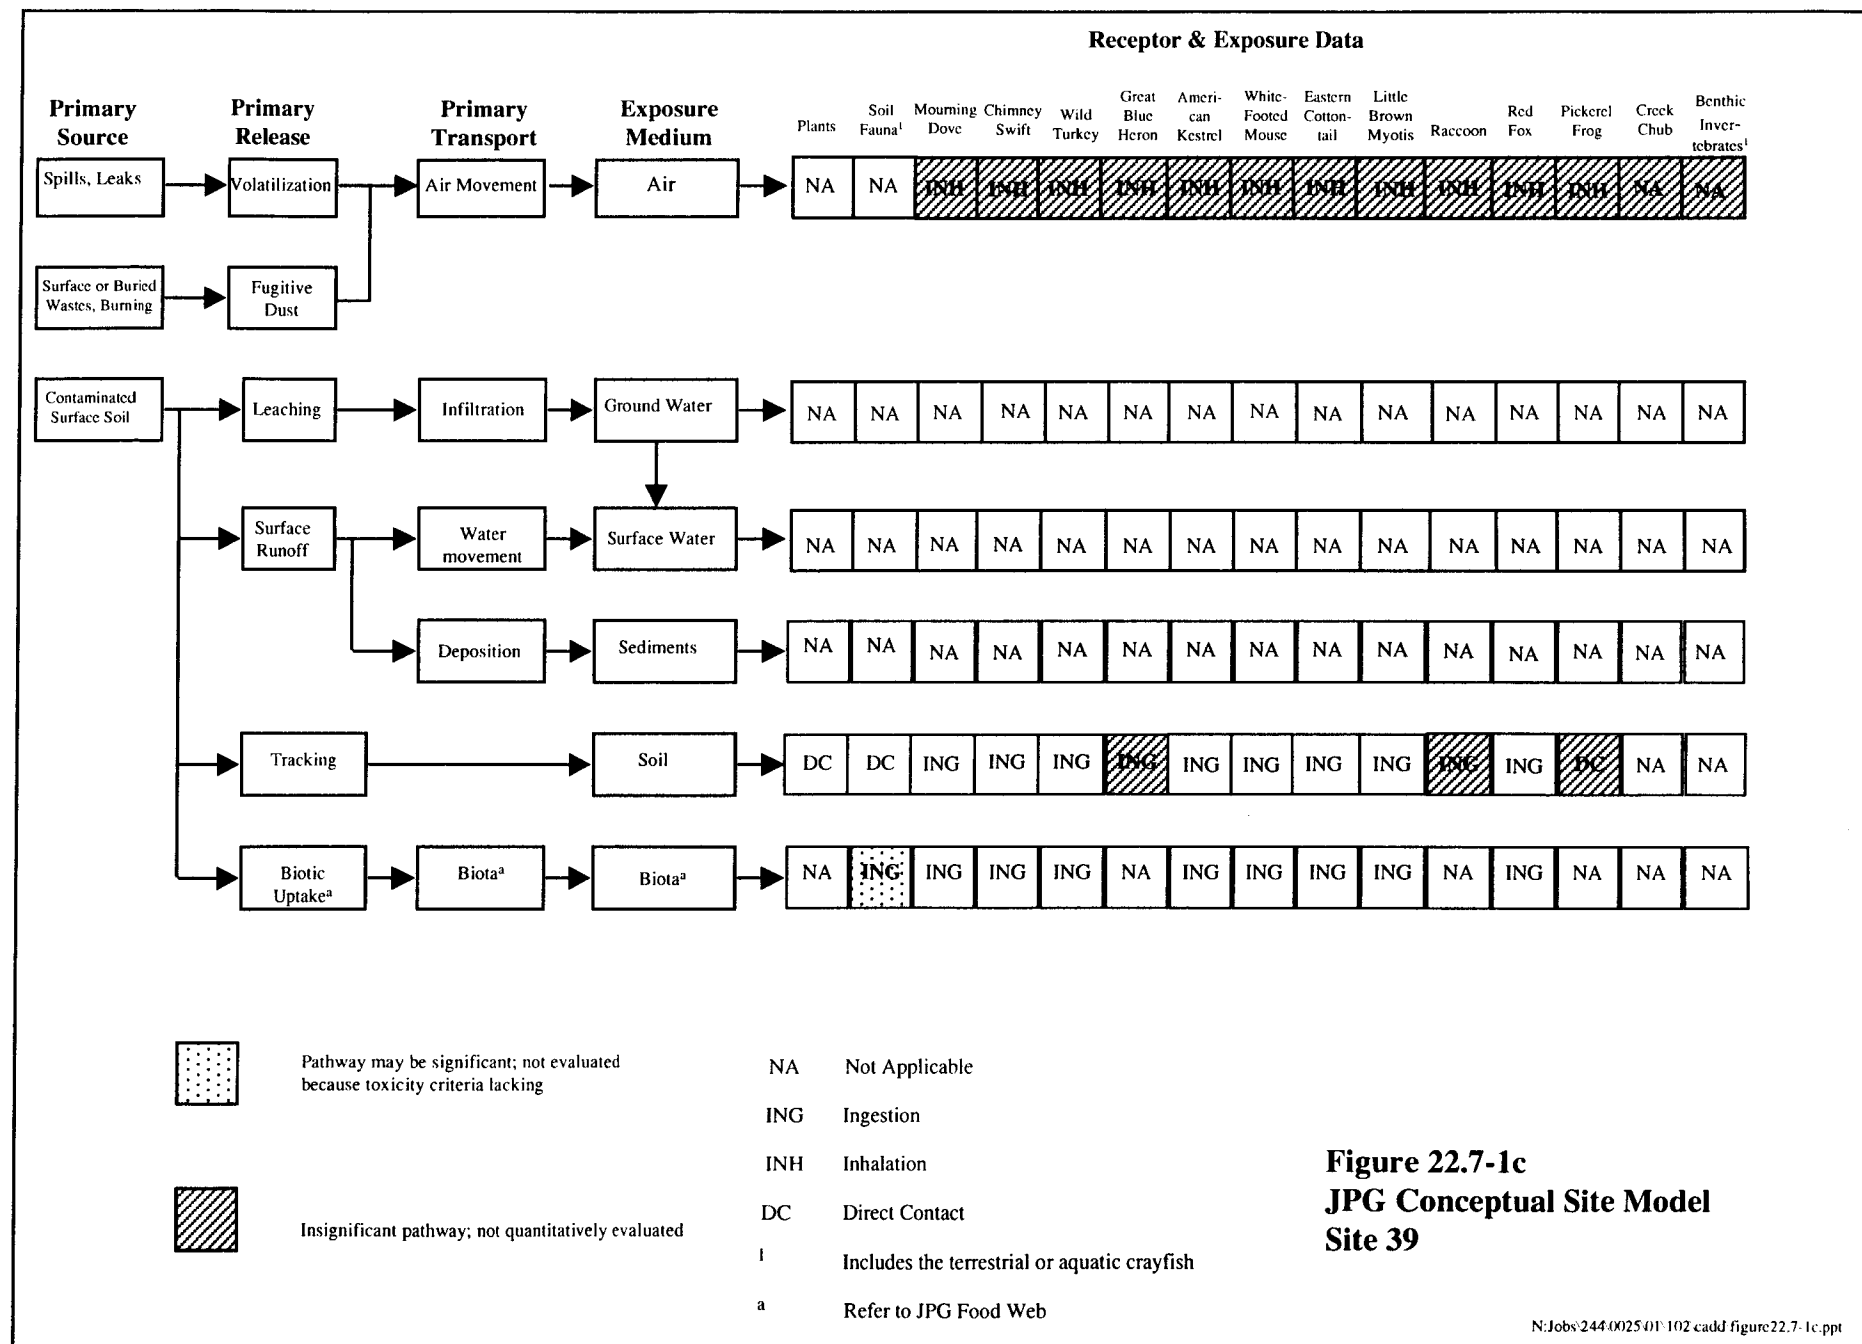 Receptor & Exposure Data
Primary Source
Primary Release
Primary Transport
Exposure Medium
Plants
Soil Fauna¹
Mourning Dove
Chimney Swift
Wild Turkey
Great Blue Heron
Ameri-can Kestrel
White-Footed Mouse
Eastern Cotton-tail
Little Brown Myotis
Raccoon
Red Fox
Pickerel Frog
Creek Chub
Benthic Inver-tebrates¹
Spills, Leaks
Volatilization
Air Movement
Air
NA NA INH INH INH INH INH INH INH INH INH INH INH NA NA
Surface or Buried
Wastes, Burning
Fugitive
Dust
Contaminated
Surface Soil
Leaching
Infiltration
Ground Water
NA NA NA NA NA NA NA NA NA NA NA NA NA NA NA
Surface
Runoff
Water
movement
Surface Water
NA NA NA NA NA NA NA NA NA NA NA NA NA NA NA
Deposition
Sediments
NA NA NA NA NA NA NA NA NA NA NA NA NA NA NA
Tracking
Soil
DC DC ING ING ING ING ING ING ING ING ING ING DC NA NA
Biotic
Uptakeᵃ
Biotaᵃ
Biotaᵃ
NA ING ING ING ING NA ING ING ING ING NA ING NA NA NA
Pathway may be significant; not evaluated
because toxicity criteria lacking
Insignificant pathway; not quantitatively evaluated
NA Not Applicable
ING Ingestion
INH Inhalation
DC Direct Contact
¹ Includes the terrestrial or aquatic crayfish
ᵃ Refer to JPG Food Web
Figure 22.7-1c
JPG Conceptual Site Model
Site 39
N:Jobs\244\0025\01\102 cadd figure22.7-1c.ppt